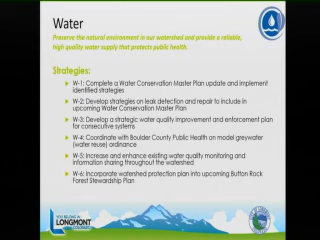 Water
Preserve the natural environment in our watershed and provide a reliable,
high quality water supply that protects public health.
Strategies:
W-1: Complete a Water Conservation Master Plan update and implement
identified strategies
W-2: Develop strategies on leak detection and repair to include in
upcoming Water Conservation Master Plan
W-3: Develop a strategic water quality improvement and enforcement plan
for consecutive systems
W-4: Coordinate with Boulder County Public Health on model greywater
(water reuse) ordinance
W-5: Increase and enhance existing water quality monitoring and
information sharing throughout the watershed
W-6: Incorporate watershed protection plan into upcoming Button Rock
Forest Stewardship Plan
YOU BELONG IN
LONGMONT
COLORADO